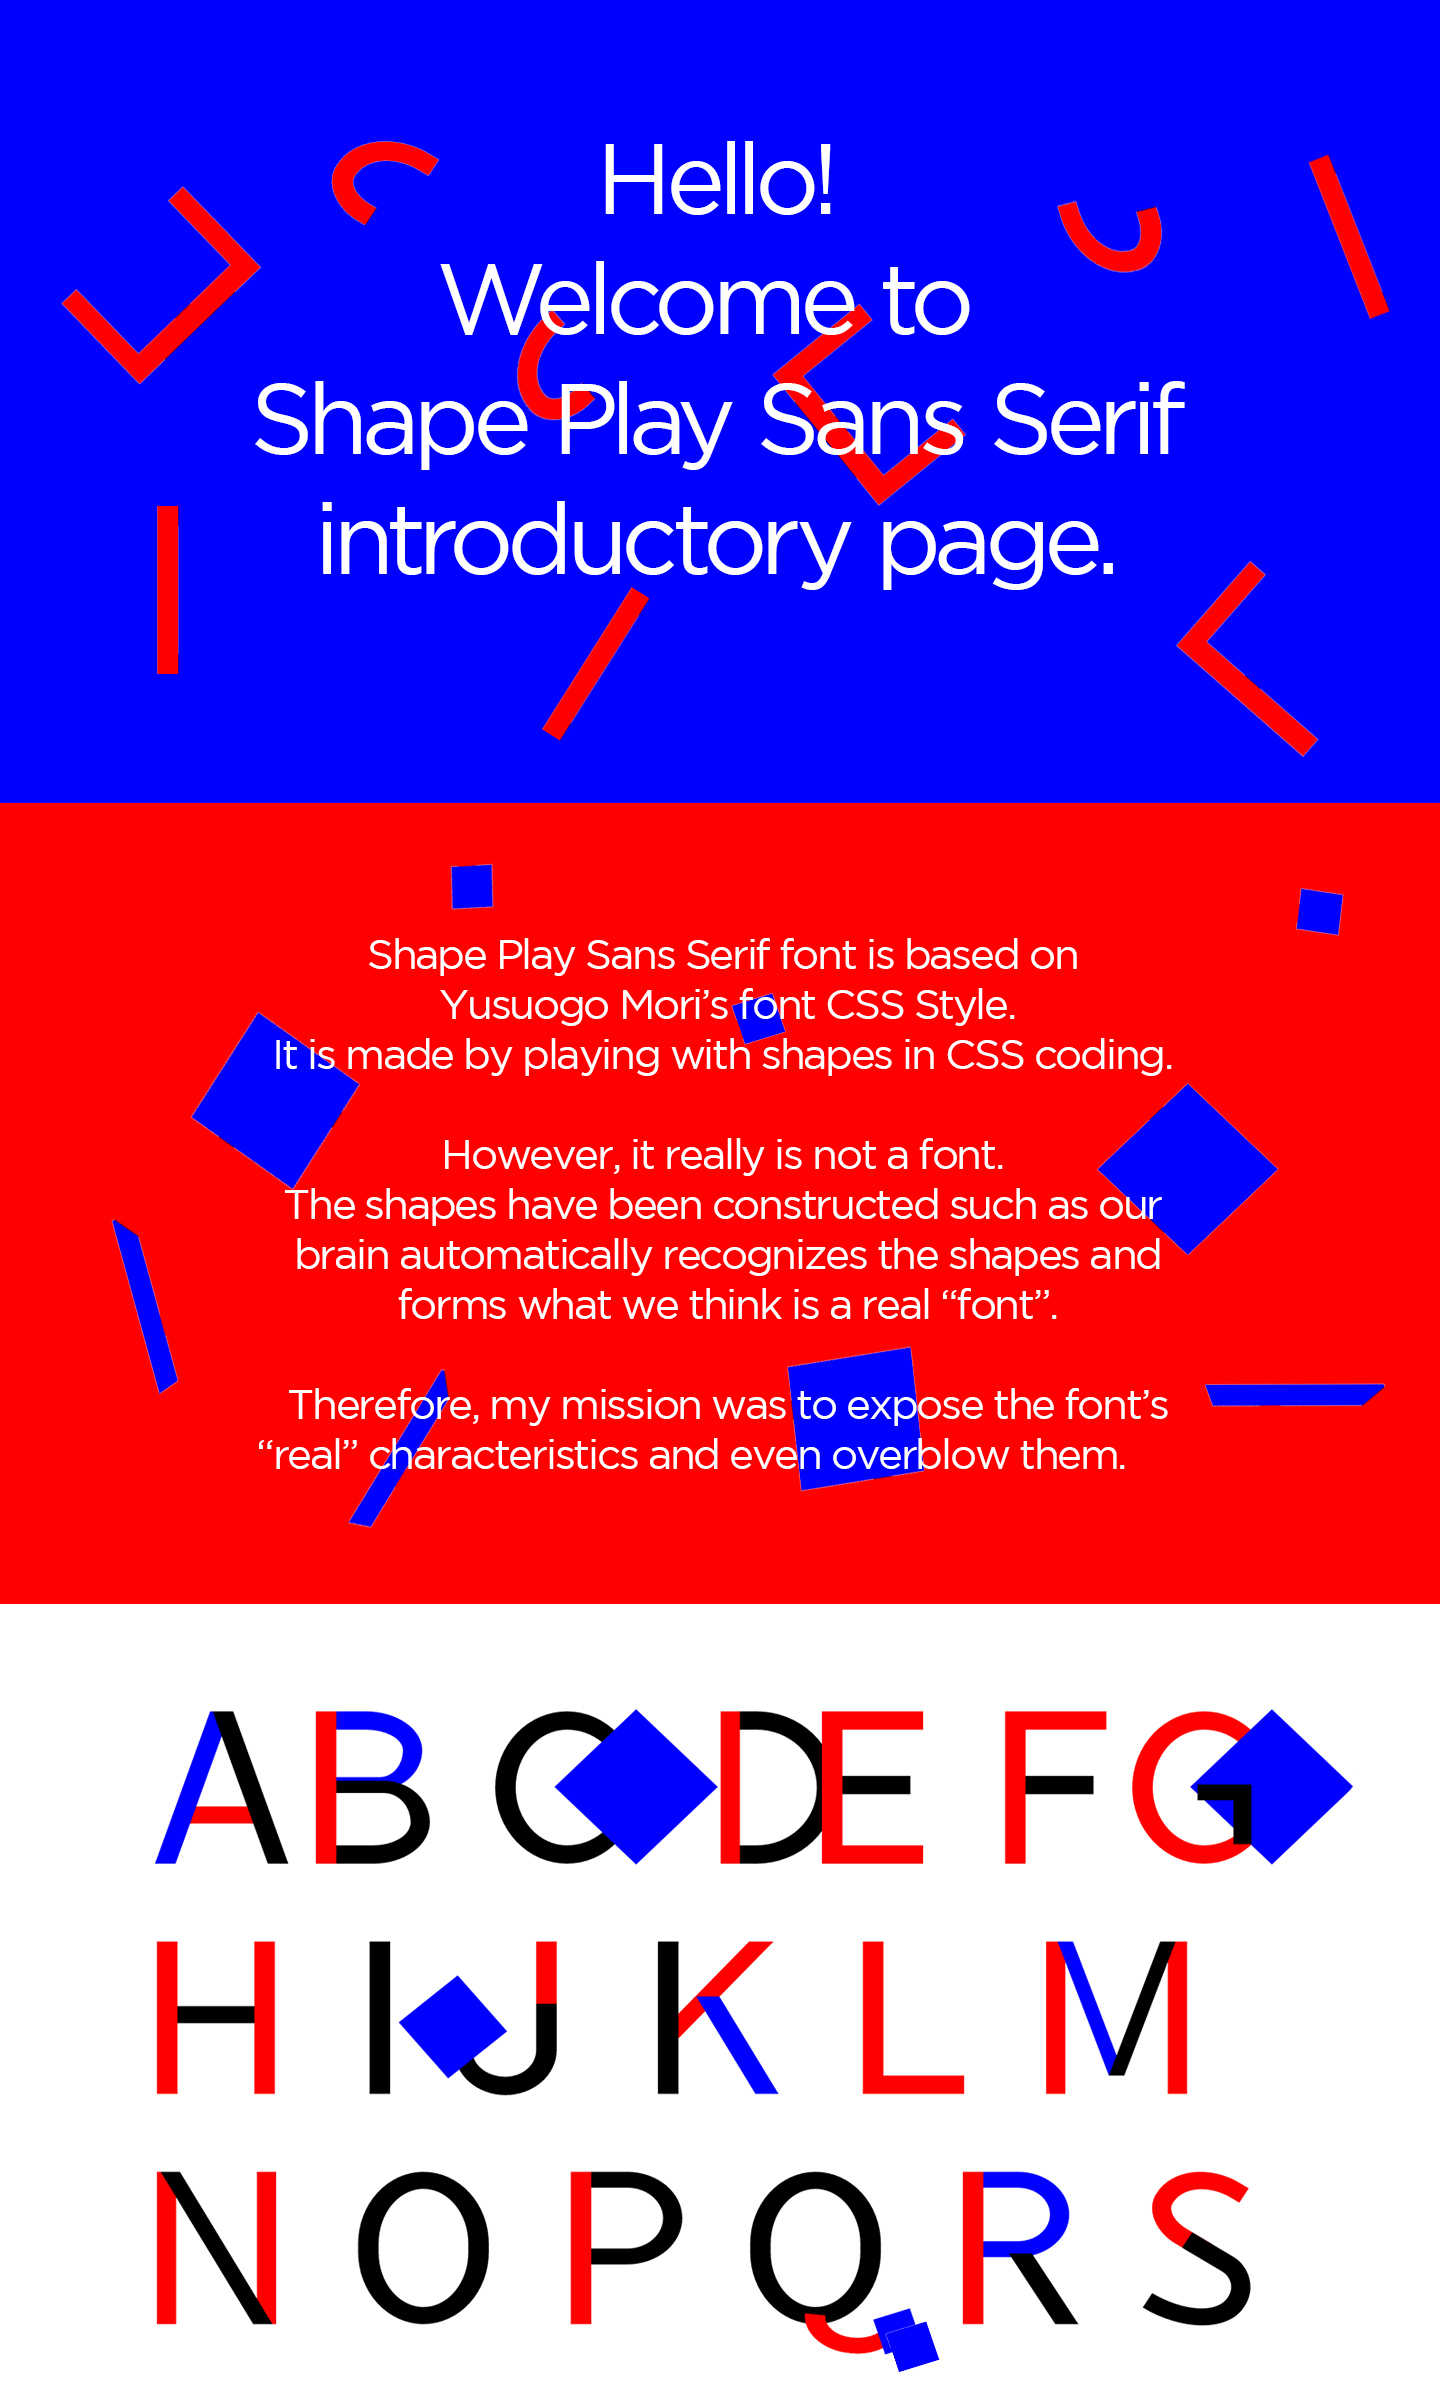 Hello!
Welcome to
Shape Play Sans Serif
introductory page.
Shape Play Sans Serif font is based on
Yusuogo Mori’s font CSS Style.
It is made by playing with shapes in CSS coding.
However, it really is not a font.
The shapes have been constructed such as our
brain automatically recognizes the shapes and
forms what we think is a real “font”.
Therefore, my mission was to expose the font’s
“real” characteristics and even overblow them.
A B C D E F G
H I J K L M
N O P Q R S